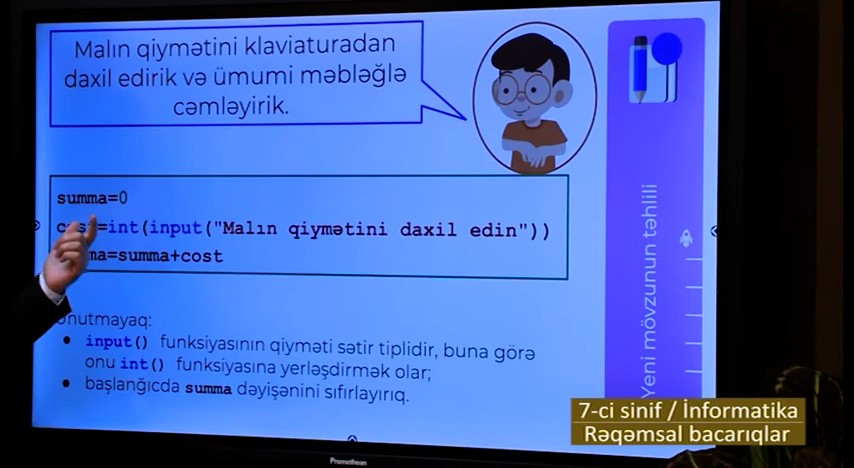 Malın qiymətini klaviaturadan
daxil edirik və ümumi məbləğlə
cəmləyirik.
summa=0
=int(input("Malın qiymətini daxil edin"))
=summa+cost
input() funksiyasının qiyməti sətir tiplidir, buna görə
onu int() funksiyasına yerləşdirmək olar;
başlanğıcda summa dəyişənini sıfırlayırıq.
Yeni mövzunun təhlili
7-ci sinif / İnformatika
Rəqəmsal bacarıqlar
Promethean